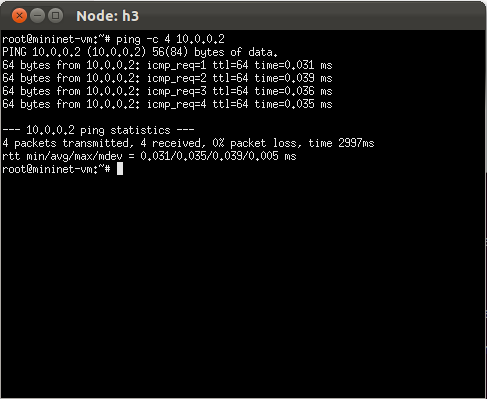 Node: h3
root@mininet-vm:~# ping -c 4 10.0.0.2
PING 10.0.0.2 (10.0.0.2) 56(84) bytes of data.
64 bytes from 10.0.0.2: icmp_req=1 ttl=64 time=0.031 ms
64 bytes from 10.0.0.2: icmp_req=2 ttl=64 time=0.039 ms
64 bytes from 10.0.0.2: icmp_req=3 ttl=64 time=0.036 ms
64 bytes from 10.0.0.2: icmp_req=4 ttl=64 time=0.035 ms
--- 10.0.0.2 ping statistics ---
4 packets transmitted, 4 received, 0% packet loss, time 2997ms
rtt min/avg/max/mdev = 0.031/0.035/0.039/0.005 ms
root@mininet-vm:~#